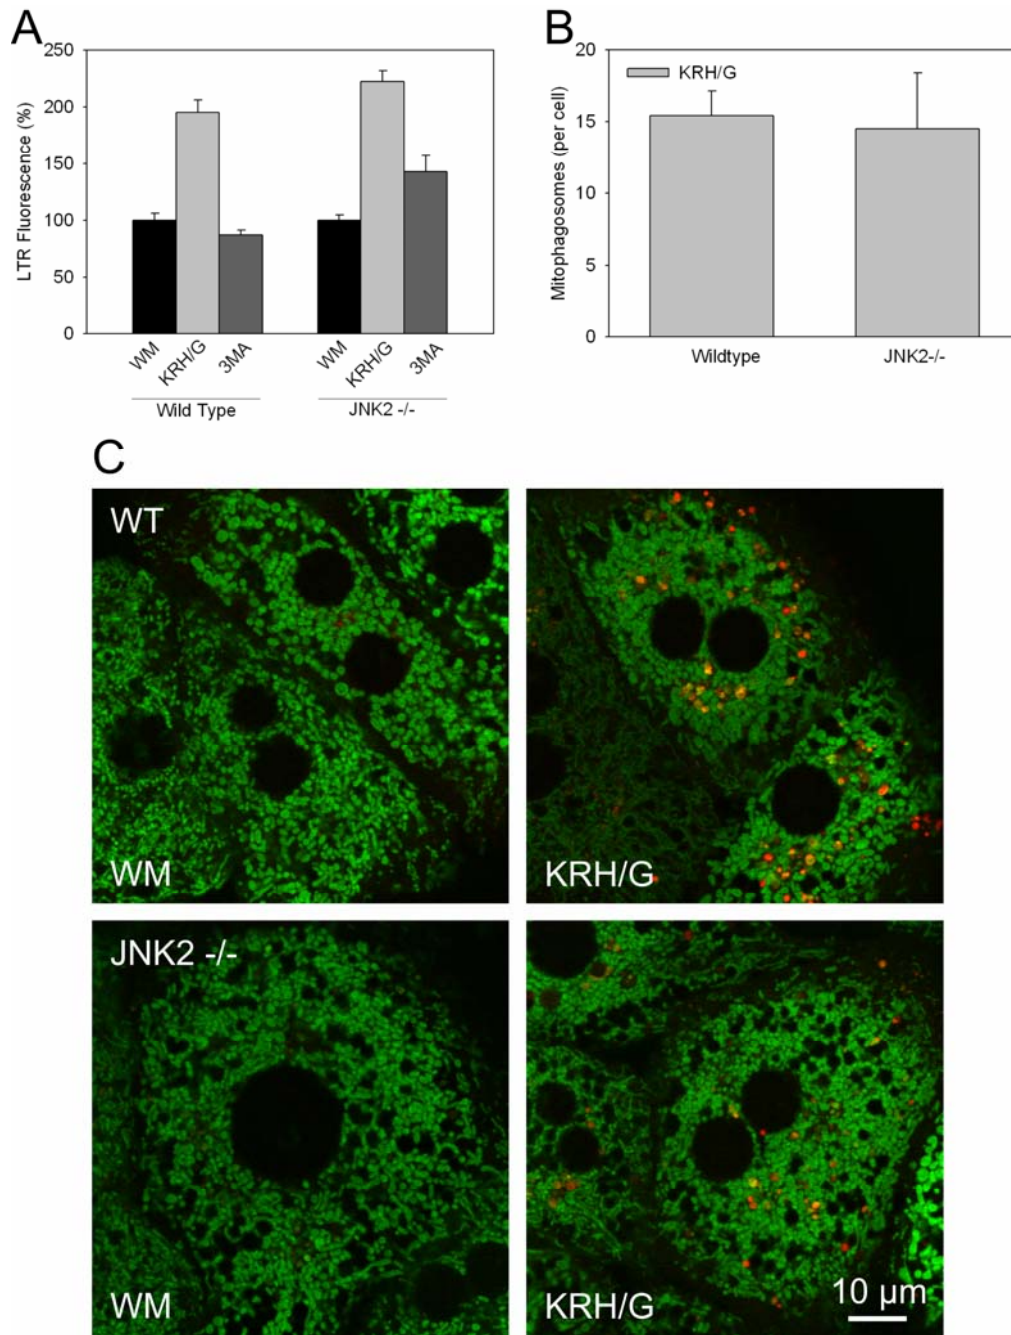 A
LTR Fluorescence (%)
250
200
150
100
50
0
WM
KRH/G
3MA
WM
KRH/G
3MA
Wild Type
JNK2 -/-
B
Mitophagosomes (per cell)
20
15
10
5
0
KRH/G
Wildtype
JNK2-/-
C
WT
WM
KRH/G
JNK2 -/-
WM
KRH/G
10 µm